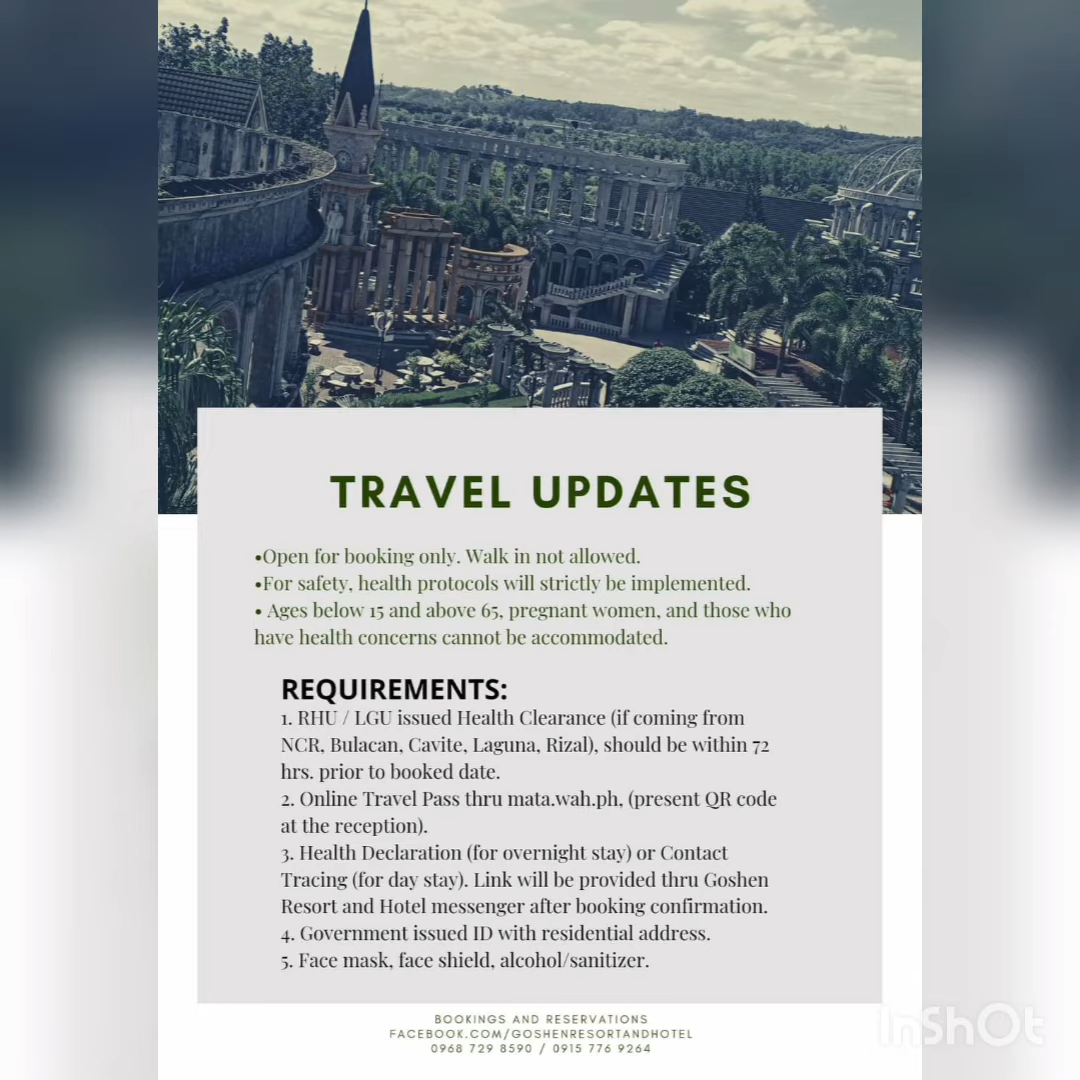 TRAVEL UPDATES
•Open for booking only. Walk in not allowed.
•For safety, health protocols will strictly be implemented.
• Ages below 15 and above 65, pregnant women, and those who
have health concerns cannot be accommodated.
REQUIREMENTS:
1. RHU / LGU issued Health Clearance (if coming from
NCR, Bulacan, Cavite, Laguna, Rizal), should be within 72
hrs. prior to booked date.
2. Online Travel Pass thru mata.wah.ph, (present QR code
at the reception).
3. Health Declaration (for overnight stay) or Contact
Tracing (for day stay). Link will be provided thru Goshen
Resort and Hotel messenger after booking confirmation.
4. Government issued ID with residential address.
5. Face mask, face shield, alcohol/sanitizer.
BOOKINGS AND RESERVATIONS
FACEBOOK.COM/GOSHENRESORTANDHOTEL
0968 729 8590 / 0915 776 9264
InShOt